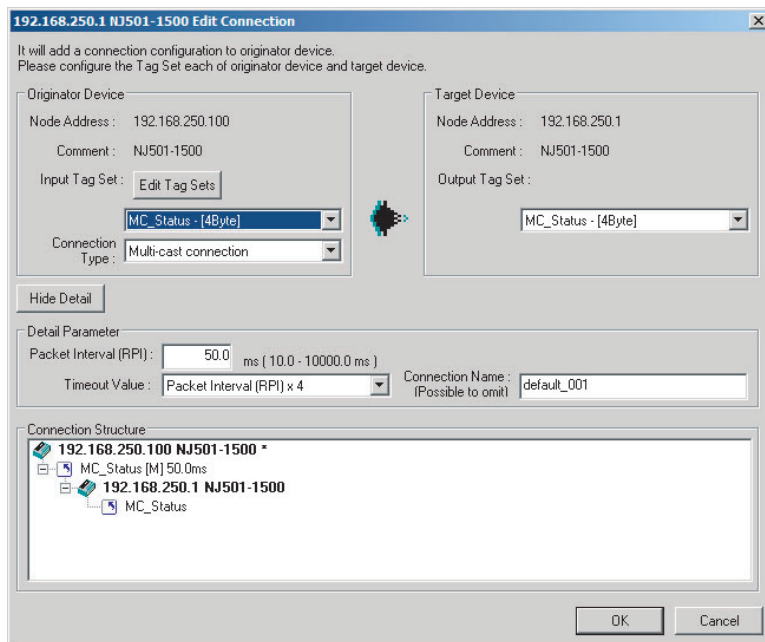 192.168.250.1 NJ501-1500 Edit Connection
It will add a connection configuration to originator device.
Please configure the Tag Set each of originator device and target device.
Originator Device
Node Address : 192.168.250.100
Comment : NJ501-1500
Input Tag Set : Edit Tag Sets
MC_Status - [4Byte]
Connection Type : Multi-cast connection
Target Device
Node Address : 192.168.250.1
Comment : NJ501-1500
Output Tag Set :
MC_Status - [4Byte]
Hide Detail
Detail Parameter
Packet Interval (RPI) : 50.0 ms ( 10.0 - 10000.0 ms )
Timeout Value : Packet Interval (RPI) x 4
Connection Name : default_001
(Possible to omit)
Connection Structure
192.168.250.100 NJ501-1500 *
MC_Status [M] 50.0ms
192.168.250.1 NJ501-1500
MC_Status
OK Cancel